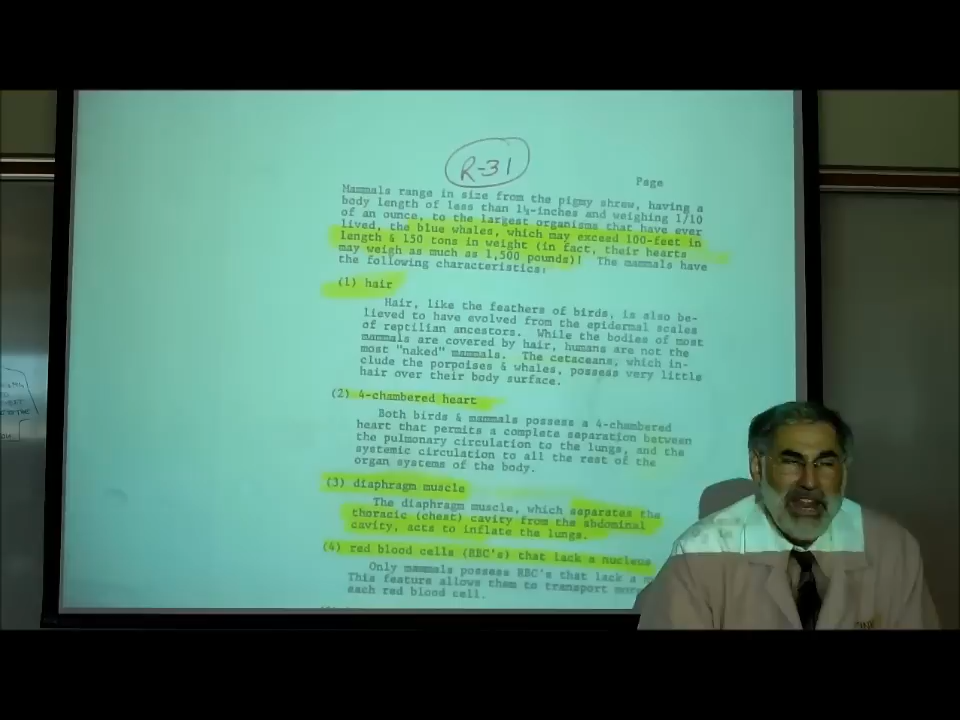 R-31
Page
Mammals range in size from the pigmy shrew, having a
body length of less than 1½-inches and weighing 1/10
of an ounce, to the largest organisms that have ever
lived, the blue whales, which may exceed 100-feet in
length & 150 tons in weight (in fact, their hearts
may weigh as much as 1,500 pounds)! The mammals have
the following characteristics:
(1) hair
Hair, like the feathers of birds, is also be-
lieved to have evolved from the epidermal scales
of reptilian ancestors. While the bodies of most
mammals are covered by hair, humans are not the
most "naked" mammals. The cetaceans, which in-
clude the porpoises & whales, possess very little
hair over their body surface.
(2) 4-chambered heart
Both birds & mammals possess a 4-chambered
heart that permits a complete separation between
the pulmonary circulation to the lungs, and the
systemic circulation to all the rest of the
organ systems of the body.
(3) diaphragm muscle
The diaphragm muscle, which separates the
thoracic (chest) cavity from the abdominal
cavity, acts to inflate the lungs.
(4) red blood cells (RBC's) that lack a nucleus
Only mammals possess RBC's that lack a
This feature allows them to transport more
each red blood cell.